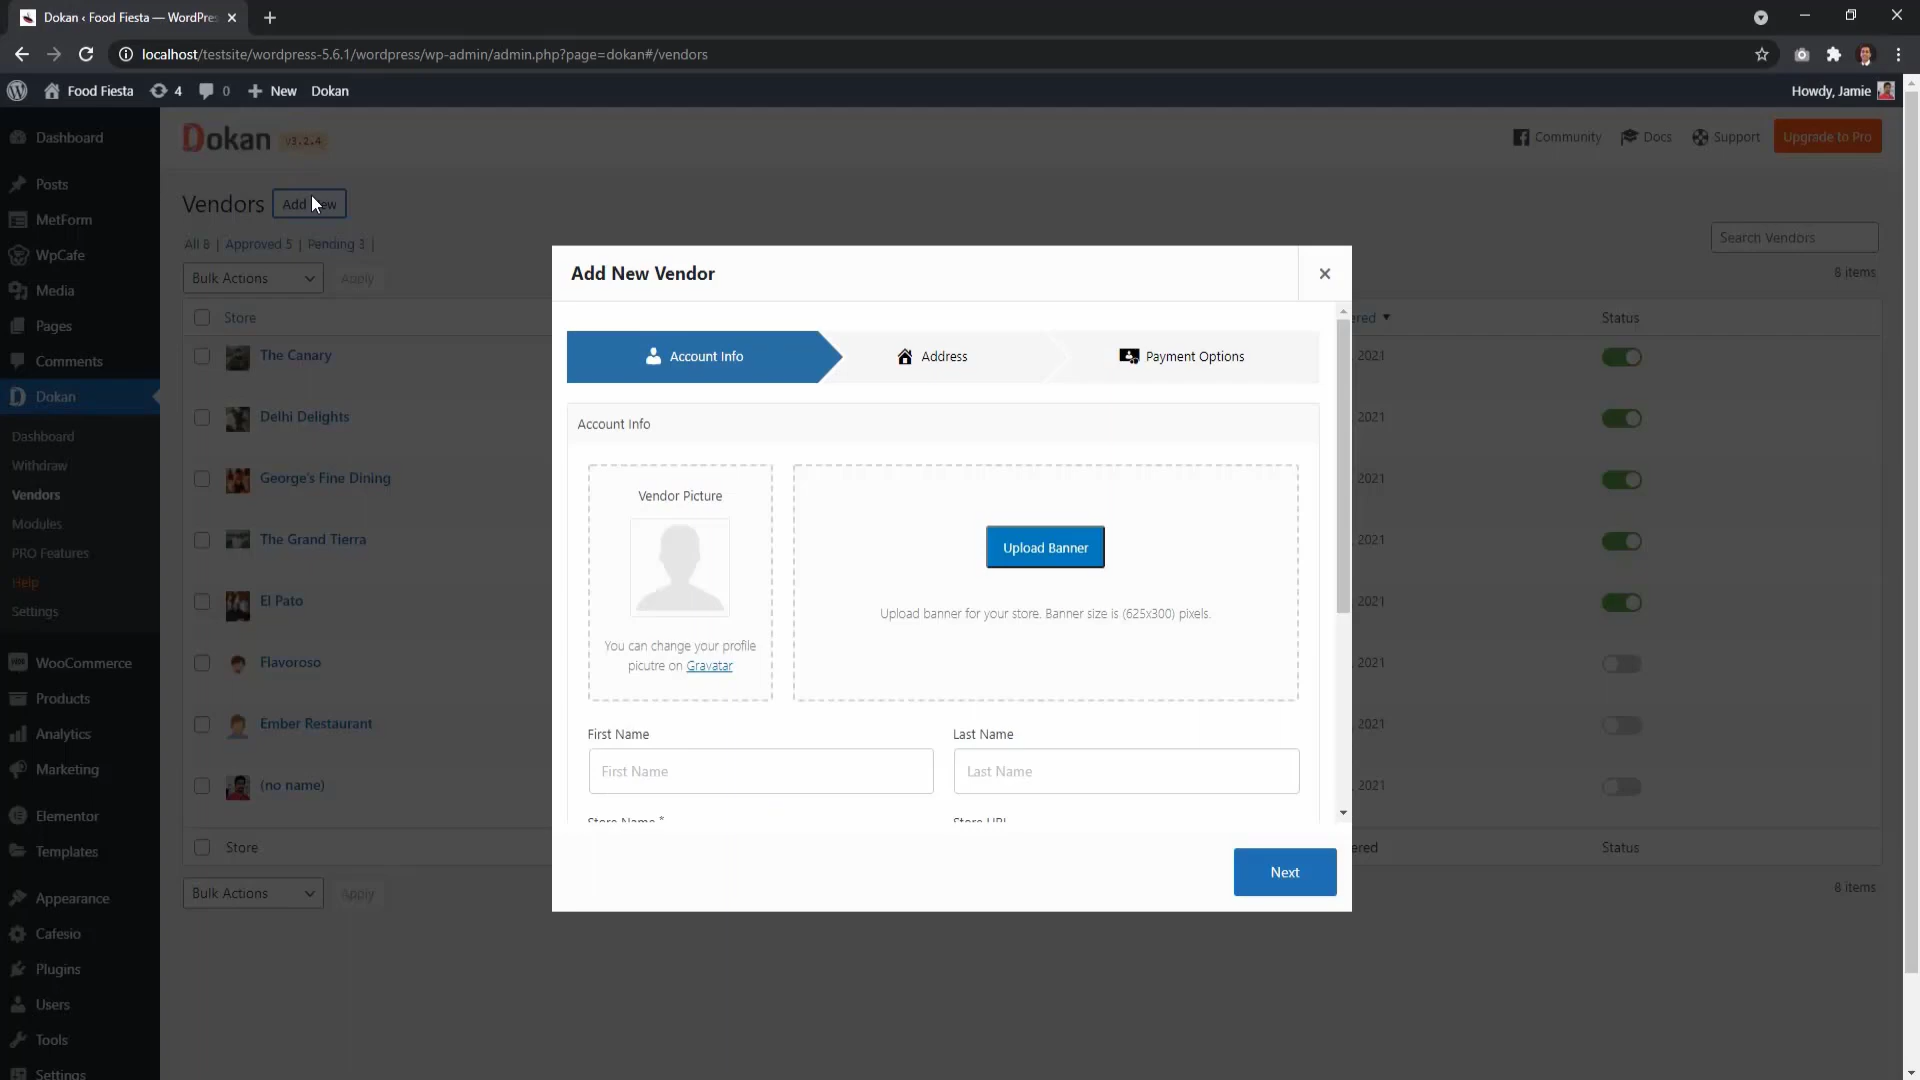 Dokan ‹ Food Fiesta — WordPres
localhost/testsite/wordpress-5.6.1/wordpress/wp-admin/admin.php?page=dokan#/vendors
Food Fiesta 4 0 New Dokan Howdy, Jamie
Dashboard
Posts
MetForm
WpCafe
Media
Pages
Comments
Dokan
Dashboard
Withdraw
Vendors
Modules
PRO Features
Help
Settings
WooCommerce
Products
Analytics
Marketing
Elementor
Templates
Appearance
Cafesio
Plugins
Users
Tools
Settings
Dokan v3.2.4 Community Docs Support Upgrade to Pro
Vendors Add New
All 8 | Approved 5 | Pending 3 |
Search Vendors
Bulk Actions Apply 8 items
Store ered Status
The Canary 2021
Delhi Delights 2021
George's Fine Dining 2021
The Grand Tierra 2021
El Pato 2021
Flavoroso 2021
Ember Restaurant 2021
(no name) 2021
Store ered Status
Bulk Actions Apply 8 items
Add New Vendor
Account Info Address Payment Options
Account Info
Vendor Picture
You can change your profile
picutre on Gravatar
Upload Banner
Upload banner for your store. Banner size is (625x300) pixels.
First Name Last Name
First Name Last Name
Store Name * Store URL
Next